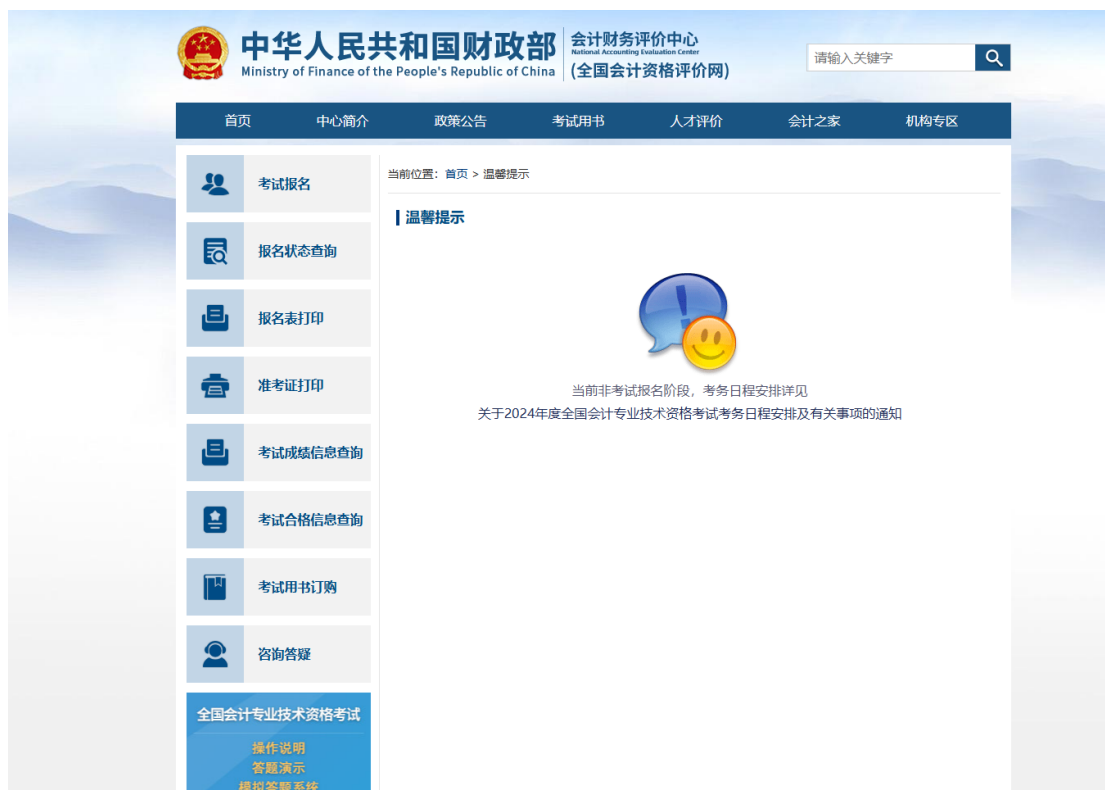 中华人民共和国财政部
Ministry of Finance of the People's Republic of China
会计财务评价中心
National Accounting Evaluation Center
(全国会计资格评价网)
请输入关键字
首页 中心简介 政策公告 考试用书 人才评价 会计之家 机构专区
考试报名
报名状态查询
报名表打印
准考证打印
考试成绩信息查询
考试合格信息查询
考试用书订购
咨询答疑
全国会计专业技术资格考试
操作说明
答题演示
模拟答题系统
当前位置：首页 > 温馨提示
温馨提示
当前非考试报名阶段，考务日程安排详见
关于2024年度全国会计专业技术资格考试考务日程安排及有关事项的通知